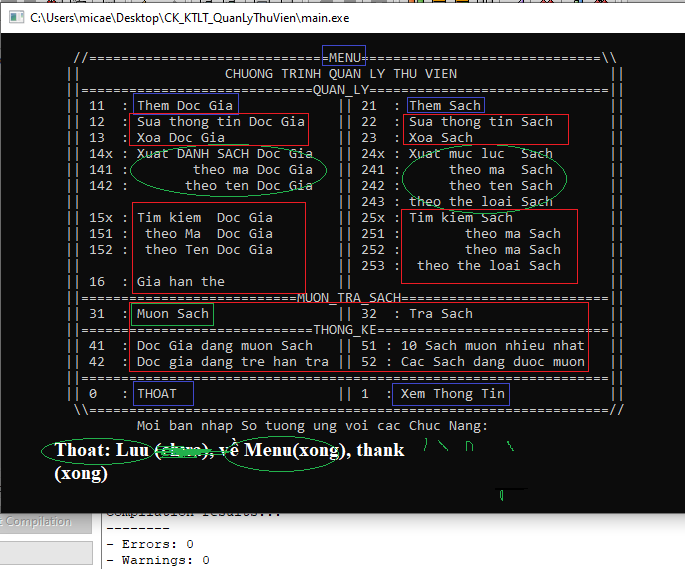 C:\Users\micae\Desktop\CK_KTLT_QuanLyThuVien\main.exe
//==============================MENU==============================\\
|| CHUONG TRINH QUAN LY THU VIEN ||
||=============================QUAN_LY=============================||
|| 11 : Them Doc Gia || 21 : Them Sach ||
|| 12 : Sua thong tin Doc Gia || 22 : Sua thong tin Sach ||
|| 13 : Xoa Doc Gia || 23 : Xoa Sach ||
|| 14x : Xuat DANH SACH Doc Gia || 24x : Xuat muc luc Sach ||
|| 141 : theo ma Doc Gia || 241 : theo ma Sach ||
|| 142 : theo ten Doc Gia || 242 : theo ten Sach ||
|| || 243 : theo the loai Sach ||
|| 15x : Tim kiem Doc Gia || 25x : Tim kiem Sach ||
|| 151 : theo Ma Doc Gia || 251 : theo ma Sach ||
|| 152 : theo Ten Doc Gia || 252 : theo ma Sach ||
|| || 253 : theo the loai Sach ||
|| 16 : Gia han the || ||
||===========================MUON_TRA_SACH==========================||
|| 31 : Muon Sach || 32 : Tra Sach ||
||=============================THONG_KE=============================||
|| 41 : Doc Gia dang muon Sach || 51 : 10 Sach muon nhieu nhat ||
|| 42 : Doc gia dang tre han tra || 52 : Cac Sach dang duoc muon ||
||==================================================================||
|| 0 : THOAT || 1 : Xem Thong Tin ||
\\==================================================================//
Moi ban nhap So tuong ung voi cac Chuc Nang:
Thoat: Luu (), về Menu(xong), thank
(xong)
Compilation
Compilation results...
--------
- Errors: 0
- Warnings: 0